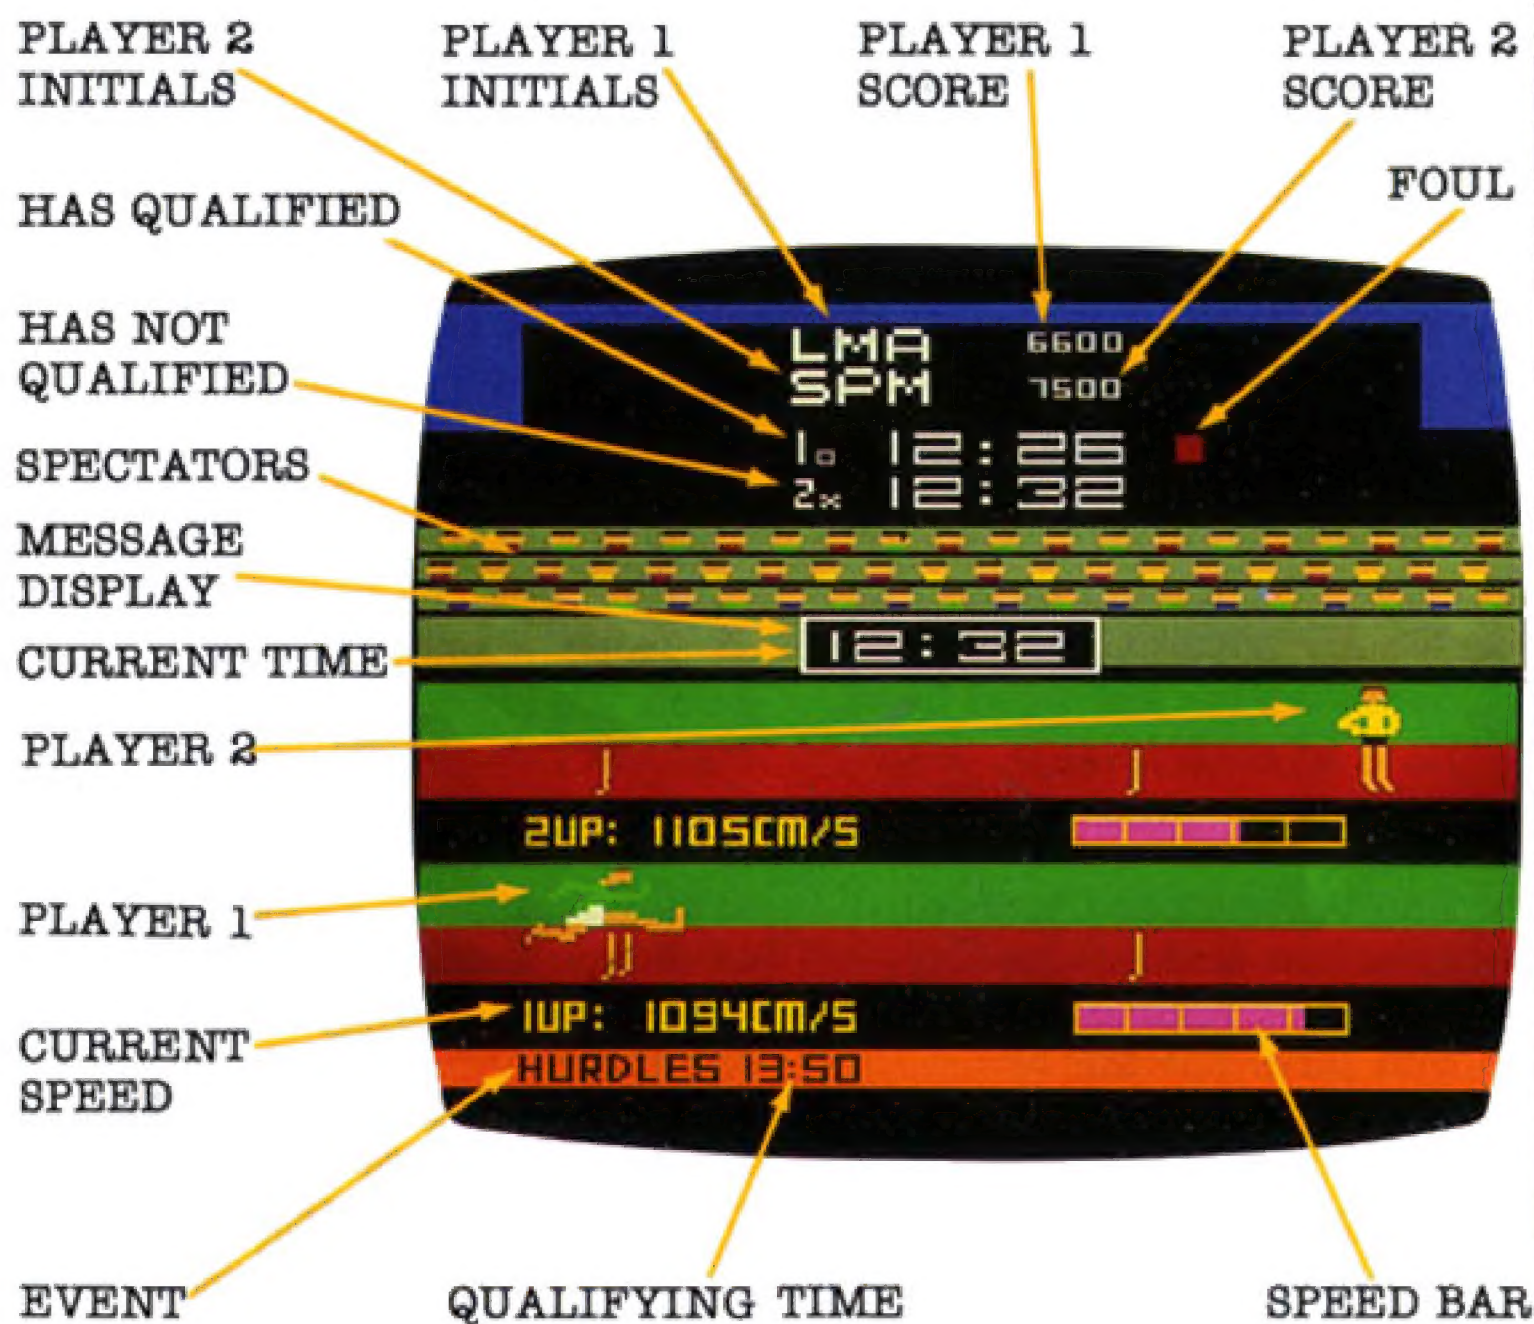 PLAYER 2
INITIALS
PLAYER 1
INITIALS
PLAYER 1
SCORE
PLAYER 2
SCORE
HAS QUALIFIED
FOUL
HAS NOT
QUALIFIED
SPECTATORS
MESSAGE
DISPLAY
CURRENT TIME
PLAYER 2
PLAYER 1
CURRENT
SPEED
EVENT
QUALIFYING TIME
SPEED BAR
LMA 6600
SPM 7500
1o 12:26
2x 12:32
12:32
2UP: 1105CM/S
1UP: 1094CM/S
HURDLES 13:50